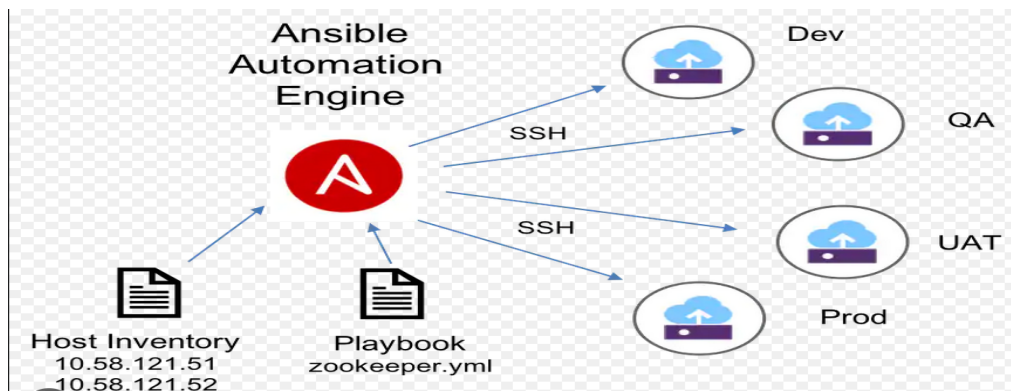 Ansible
Automation
Engine
Dev
QA
SSH
SSH
UAT
Prod
Host Inventory
10.58.121.51
10.58.121.52
Playbook
zookeeper.yml